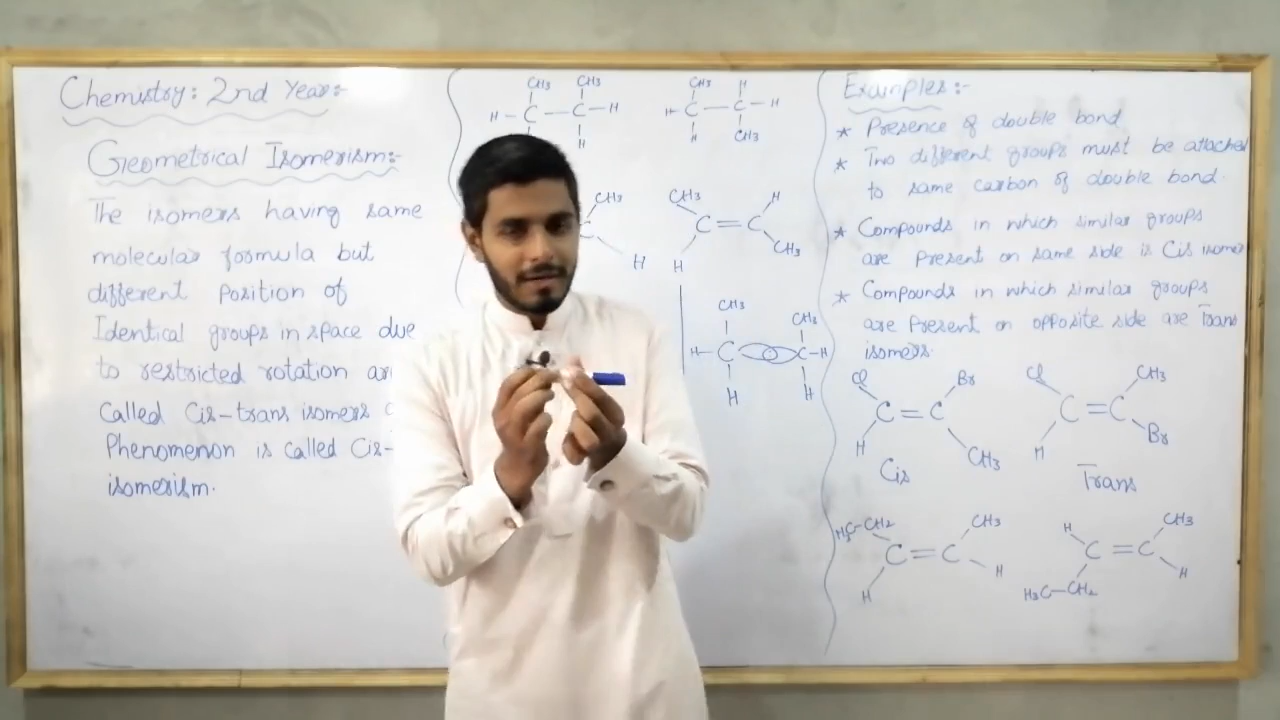 Chemistry: 2nd Year:-
Geometrical Isomerism:-
The isomers having same
molecular formula but
different Position of
Identical groups in space due
to restricted rotation
Called Cis-trans isomers
Phenomenon is called Cis-
isomerism.
CH3 CH3
H - C - C - H
H
CH3 H
H - C - C - H
H CH3
CH3
H
CH3 H
C = C
H CH3
CH3 CH3
H - C C - H
H H
Examples:-
* Presence of double bond
* Two different groups must be attached
to same carbon of double bond.
* Compounds in which similar groups
are Present on same side is Cis isomer
* Compounds in which similar groups
are Present on opposite side are Trans
isomers.
Cl Br
C = C
H CH3
Cis
Cl CH3
C = C
H Br
Trans
H3C-CH2 CH3
C = C
H H
H CH3
C = C
H3C-CH2 H